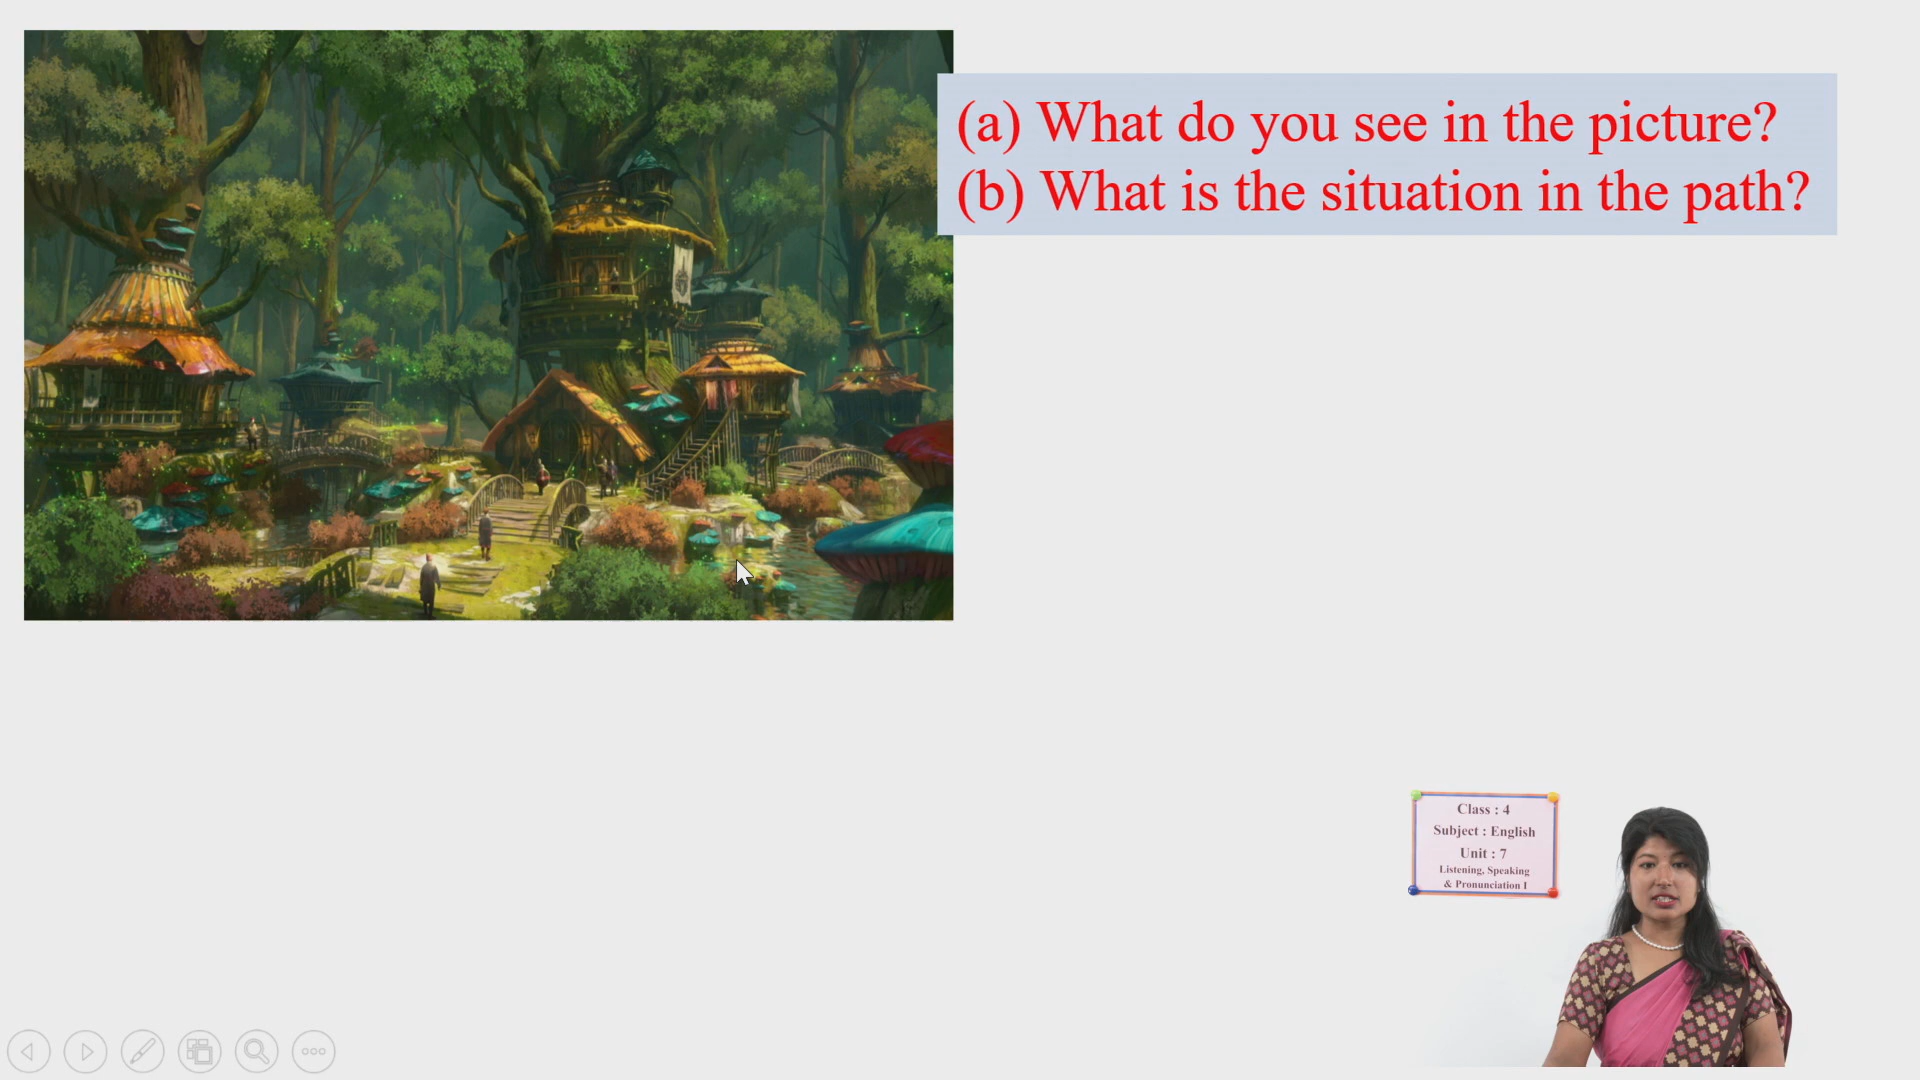 (a) What do you see in the picture?
(b) What is the situation in the path?
Class : 4
Subject : English
Unit : 7
Listening, Speaking
& Pronunciation I